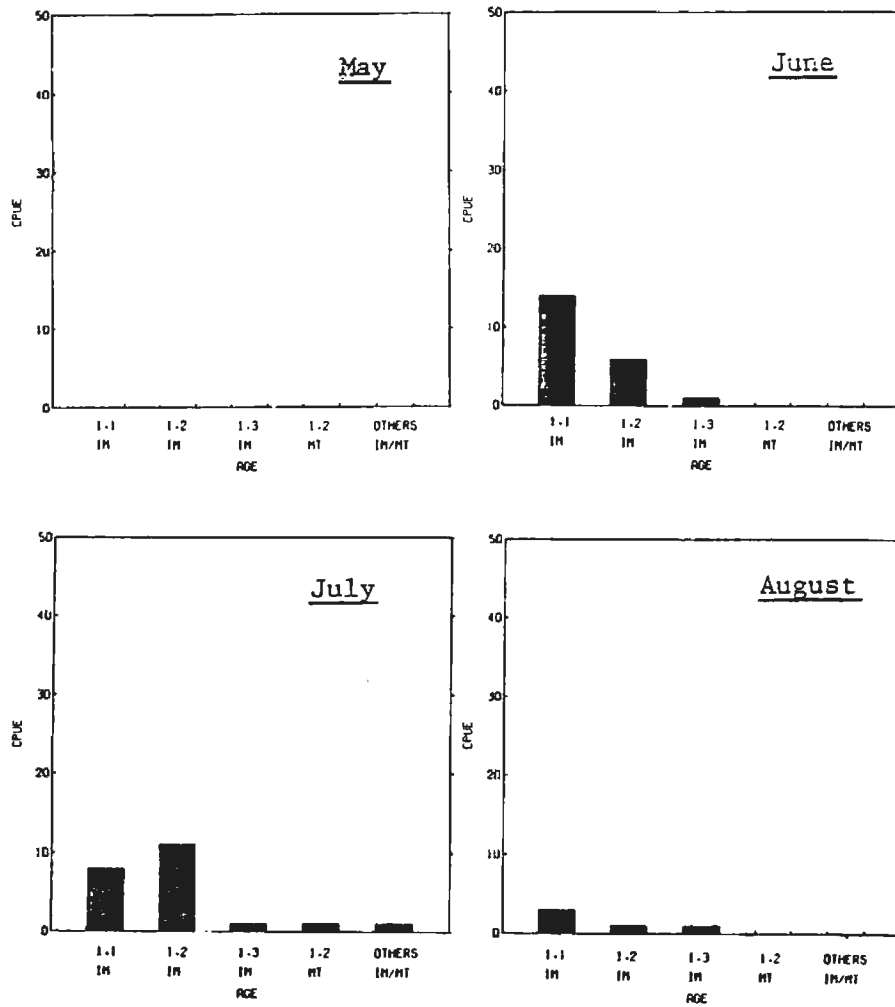 May
50
40
30
20
10
0
CPUE
1.1 1.2 1.3 1.2 OTHERS
IM IM IM MT IM/MT
AGE
June
50
40
30
20
10
0
CPUE
1.1 1.2 1.3 1.2 OTHERS
IM IM IM MT IM/MT
AGE
July
50
40
30
20
10
0
CPUE
1.1 1.2 1.3 1.2 OTHERS
IM IM IM MT IM/MT
AGE
August
50
40
30
20
10
0
CPUE
1.1 1.2 1.3 1.2 OTHERS
IM IM IM MT IM/MT
AGE